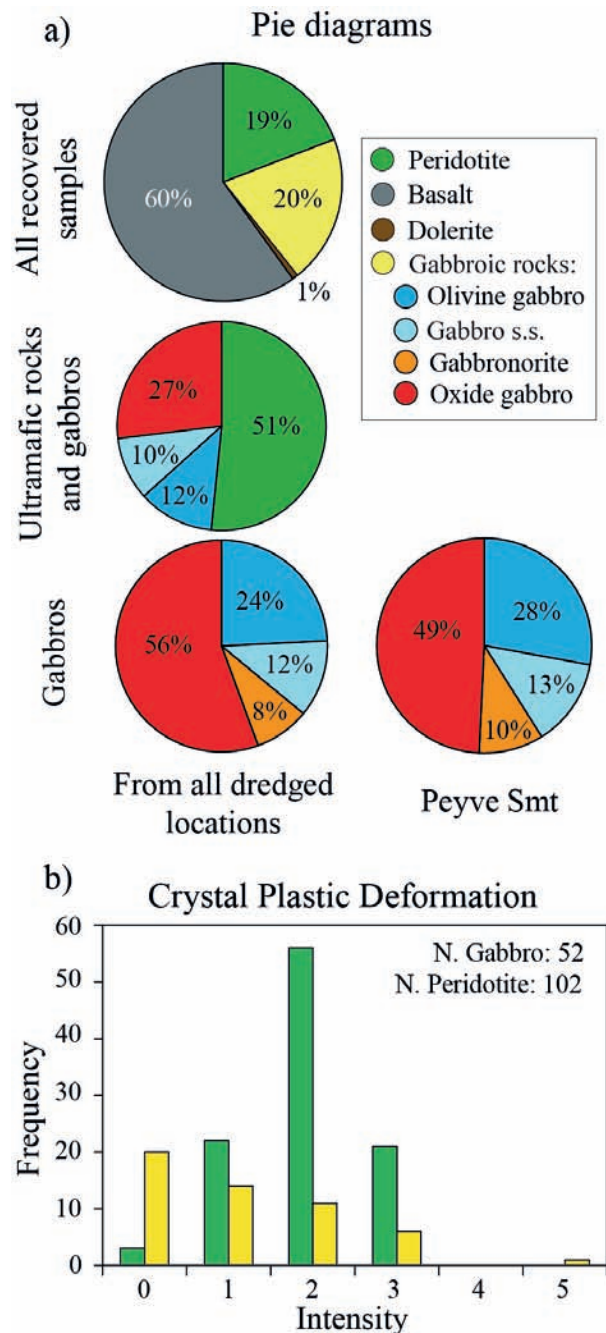 a)
Pie diagrams
All recovered
samples
19%
60%
20%
1%
Peridotite
Basalt
Dolerite
Gabbroic rocks:
Olivine gabbro
Gabbro s.s.
Gabbronorite
Oxide gabbro
Ultramafic rocks
and gabbros
27%
51%
10%
12%
Gabbros
24%
56%
12%
8%
28%
49%
13%
10%
From all dredged
locations
Peyve Smt
b)
Crystal Plastic Deformation
N. Gabbro: 52
N. Peridotite: 102
Frequency
60
50
40
30
20
10
0
0 1 2 3 4 5
Intensity